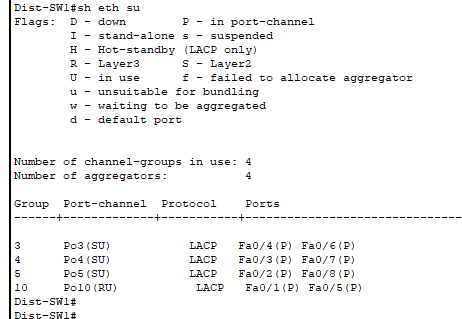 Dist-SW1#sh eth su
Flags:  D - down        P - in port-channel
        I - stand-alone s - suspended
        H - Hot-standby (LACP only)
        R - Layer3      S - Layer2
        U - in use      f - failed to allocate aggregator
        u - unsuitable for bundling
        w - waiting to be aggregated
        d - default port
Number of channel-groups in use: 4
Number of aggregators:           4
Group  Port-channel  Protocol    Ports
------+-------------+-----------+----------------------------------------------
3      Po3(SU)           LACP   Fa0/4(P) Fa0/6(P)
4      Po4(SU)           LACP   Fa0/3(P) Fa0/7(P)
5      Po5(SU)           LACP   Fa0/2(P) Fa0/8(P)
10     Po10(RU)           LACP   Fa0/1(P) Fa0/5(P)
Dist-SW1#
Dist-SW1#